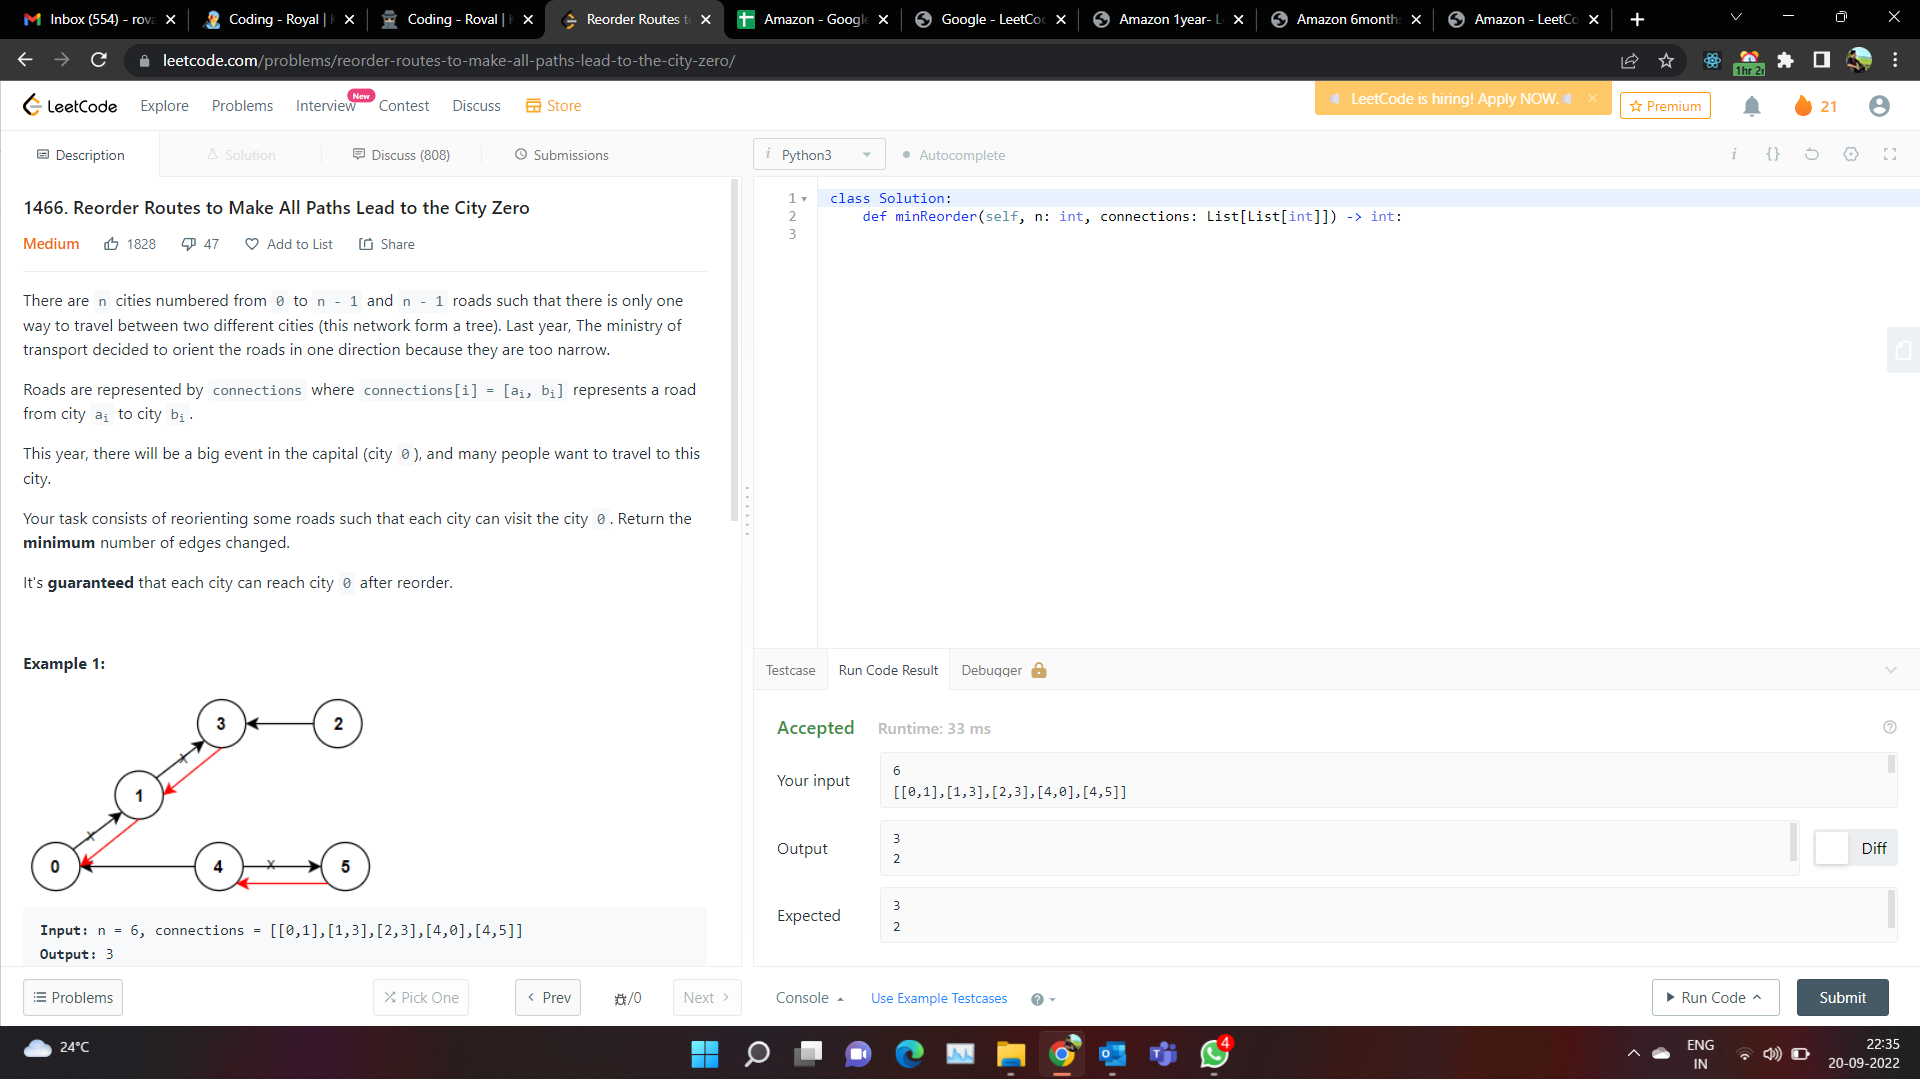 Inbox (554) - rova
Coding - Royal |
Coding - Royal |
Reorder Routes t
Amazon - Google
Google - LeetCo
Amazon 1year- L
Amazon 6month
Amazon - LeetCo
leetcode.com/problems/reorder-routes-to-make-all-paths-lead-to-the-city-zero/
1hr 2
LeetCode
Explore
Problems
Interview
New
Contest
Discuss
Store
LeetCode is hiring! Apply NOW.
Premium
21
Description
Solution
Discuss (808)
Submissions
i Python3
Autocomplete
i {}
1466. Reorder Routes to Make All Paths Lead to the City Zero
Medium 1828 47 Add to List Share
There are n cities numbered from 0 to n - 1 and n - 1 roads such that there is only one
way to travel between two different cities (this network form a tree). Last year, The ministry of
transport decided to orient the roads in one direction because they are too narrow.
Roads are represented by connections where connections[i] = [ai, bi] represents a road
from city ai to city bi.
This year, there will be a big event in the capital (city 0), and many people want to travel to this
city.
Your task consists of reorienting some roads such that each city can visit the city 0. Return the
minimum number of edges changed.
It's guaranteed that each city can reach city 0 after reorder.
Example 1:
3 2
x
1
x
0 4 x 5
Input: n = 6, connections = [[0,1],[1,3],[2,3],[4,0],[4,5]]
Output: 3
1 class Solution:
2 def minReorder(self, n: int, connections: List[List[int]]) -> int:
3
Testcase
Run Code Result
Debugger
Accepted
Runtime: 33 ms
Your input
6
[[0,1],[1,3],[2,3],[4,0],[4,5]]
Output
3
2
Diff
Expected
3
2
Problems
Pick One
Prev
/0
Next
Console
Use Example Testcases
Run Code
Submit
24°C
4
ENG
IN
22:35
20-09-2022